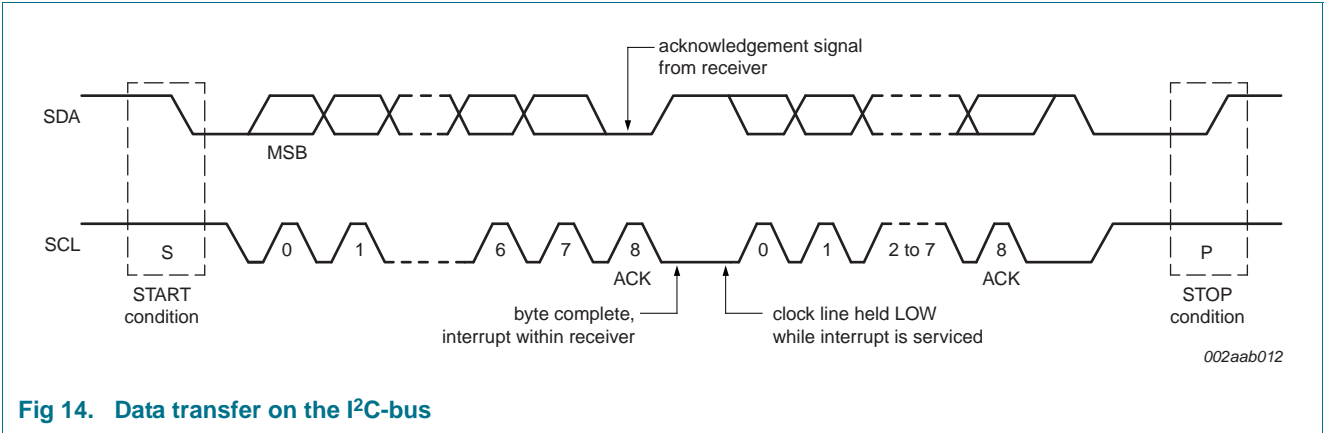 acknowledgement signal
from receiver
SDA
MSB
SCL
S
0
1
6
7
8
0
1
2 to 7
8
P
ACK
ACK
START
condition
byte complete,
interrupt within receiver
clock line held LOW
while interrupt is serviced
STOP
condition
002aab012
Fig 14. Data transfer on the I²C-bus